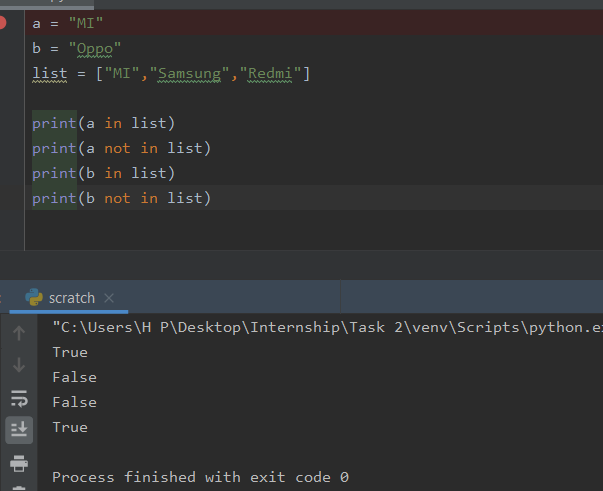 a = "MI"
b = "Oppo"
list = ["MI","Samsung","Redmi"]
print(a in list)
print(a not in list)
print(b in list)
print(b not in list)
scratch
"C:\Users\H P\Desktop\Internship\Task 2\venv\Scripts\python.ex
True
False
False
True
Process finished with exit code 0